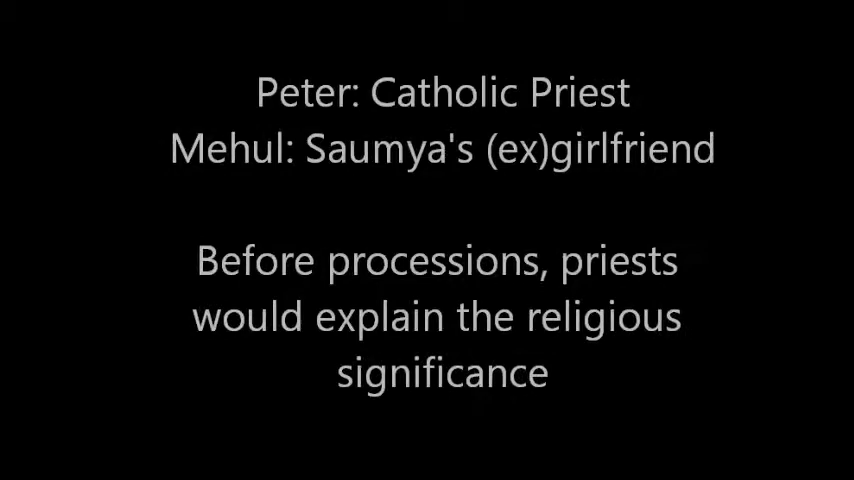 Peter: Catholic Priest
Mehul: Saumya's (ex)girlfriend
Before processions, priests
would explain the religious
significance